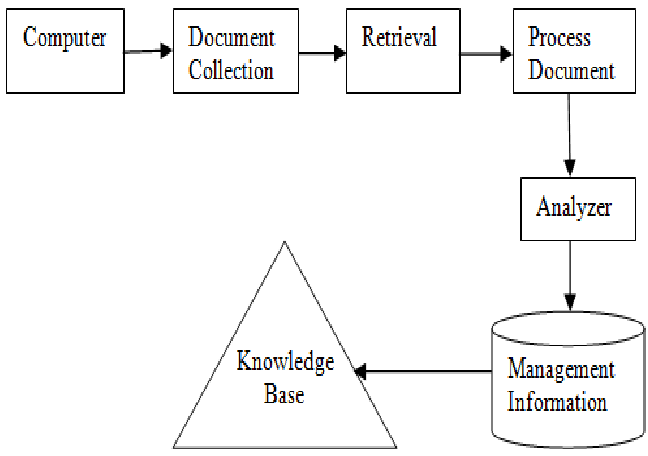 Computer
Document
Collection
Retrieval
Process
Document
Analyzer
Management
Information
Knowledge
Base